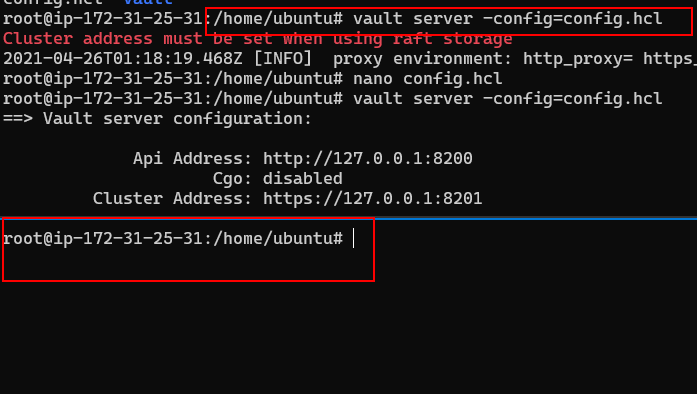 config.hcl Vault
root@ip-172-31-25-31:/home/ubuntu# vault server -config=config.hcl
Cluster address must be set when using raft storage
2021-04-26T01:18:19.468Z [INFO]  proxy environment: http_proxy= https_
root@ip-172-31-25-31:/home/ubuntu# nano config.hcl
root@ip-172-31-25-31:/home/ubuntu# vault server -config=config.hcl
==> Vault server configuration:
Api Address: http://127.0.0.1:8200
Cgo: disabled
Cluster Address: https://127.0.0.1:8201
root@ip-172-31-25-31:/home/ubuntu#